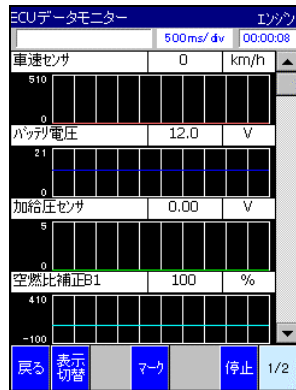 ECUデータモニター エンジン
500ms/div 00:00:08
車速センサ 0 km/h
510
0
バッテリ電圧 12.0 V
21
0
加給圧センサ 0.00 V
5
0
空燃比補正B1 100 %
410
-100
戻る 表示切替 マーク 停止 1/2